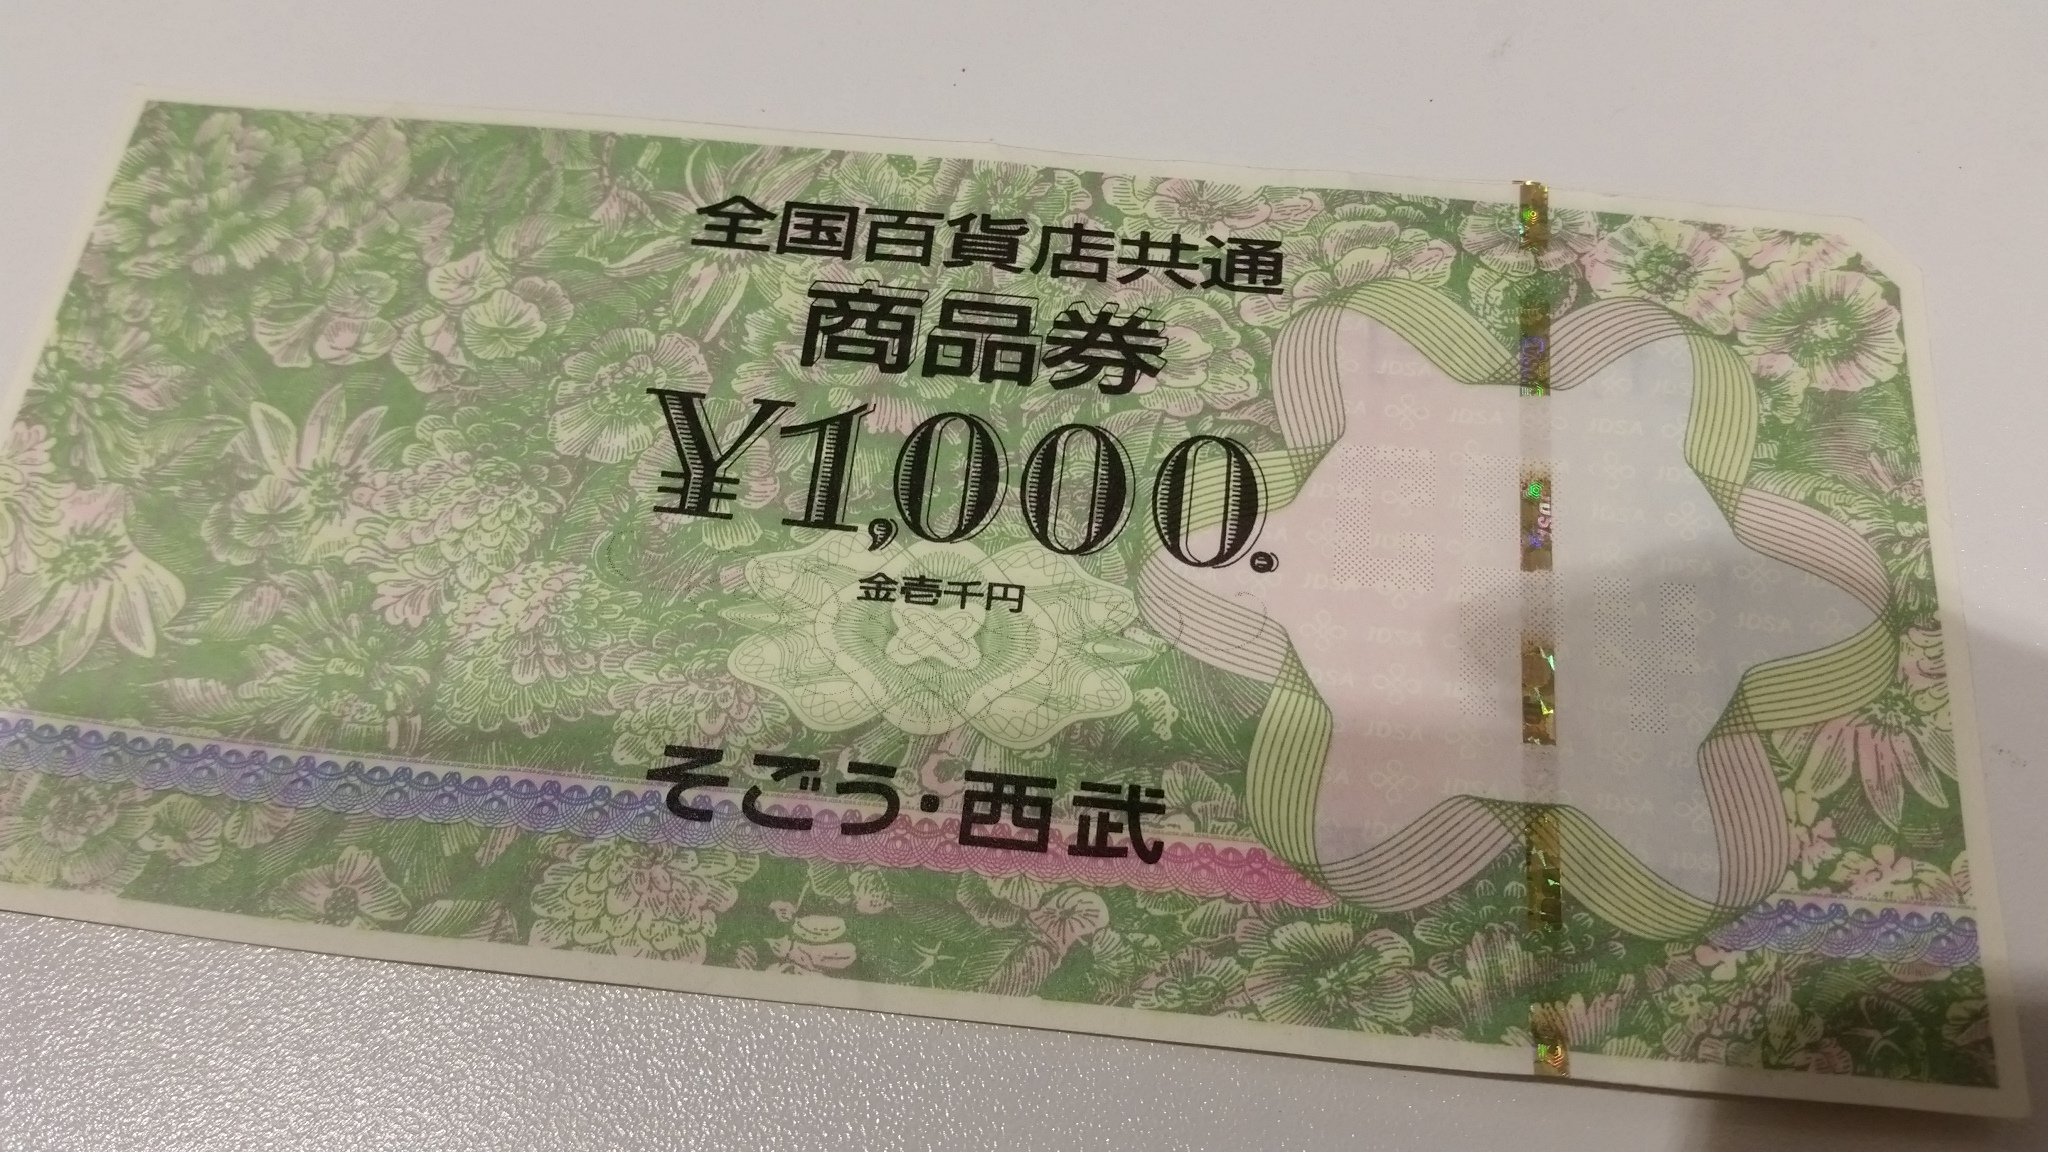 全国百貨店共通
商品券
¥1,000.
金壱千円
そごう・西武
JDSA